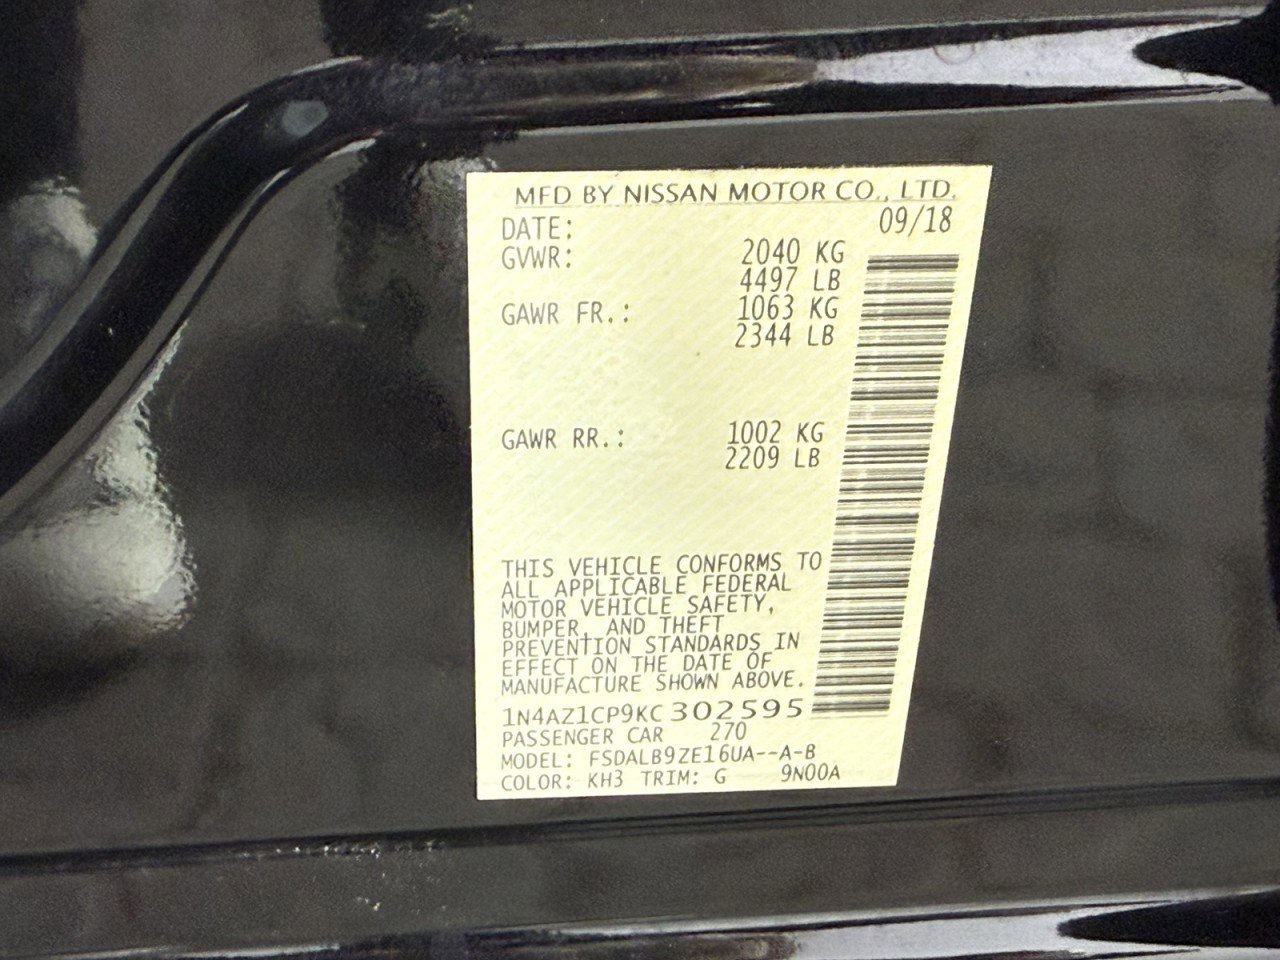 MFD BY NISSAN MOTOR CO., LTD.
DATE: 09/18
GVWR: 2040 KG
4497 LB
GAWR FR.: 1063 KG
2344 LB
GAWR RR.: 1002 KG
2209 LB
THIS VEHICLE CONFORMS TO
ALL APPLICABLE FEDERAL
MOTOR VEHICLE SAFETY,
BUMPER, AND THEFT
PREVENTION STANDARDS IN
EFFECT ON THE DATE OF
MANUFACTURE SHOWN ABOVE.
1N4AZ1CP9KC302595
PASSENGER CAR 270
MODEL: FSDALB9ZE16UA--A-B
COLOR: KH3 TRIM: G 9N00A